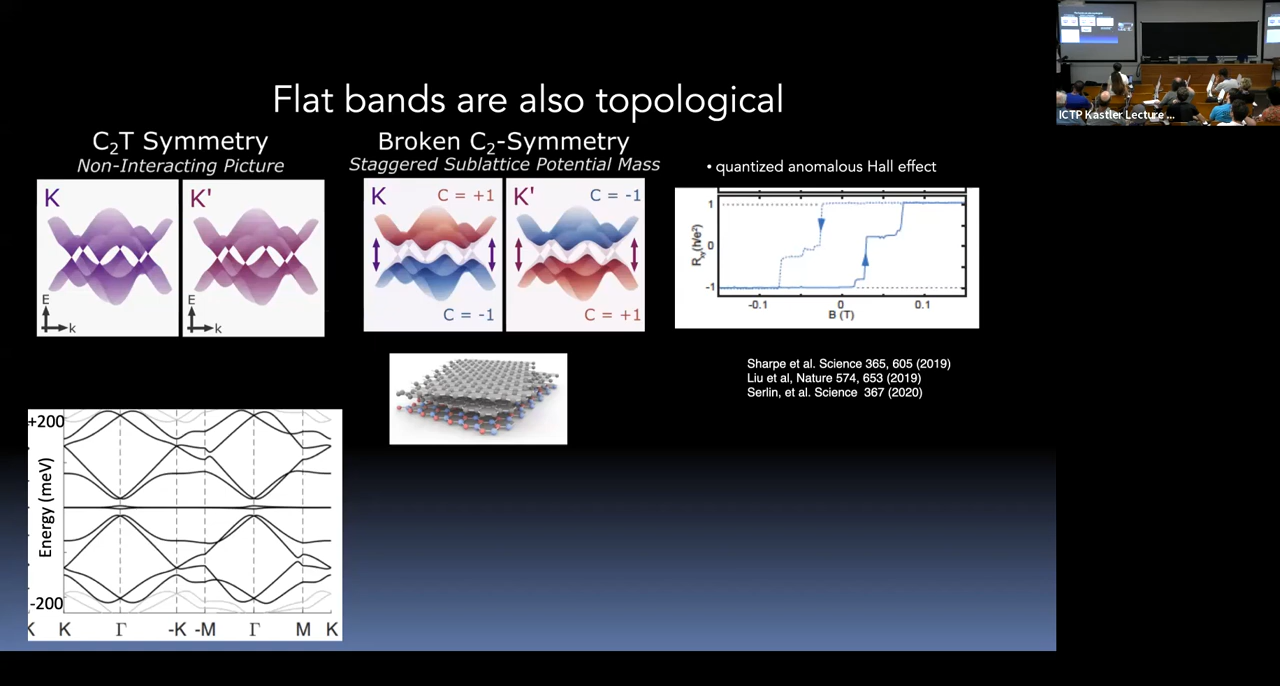 Flat bands are also topological
C₂T Symmetry
Non-Interacting Picture
K
K'
E
k
E
k
Broken C₂-Symmetry
Staggered Sublattice Potential Mass
K
C = +1
C = -1
K'
C = -1
C = +1
• quantized anomalous Hall effect
1
0
-1
Rxy(h/e²)
-0.1
0
0.1
B (T)
Sharpe et al. Science 365, 605 (2019)
Liu et al, Nature 574, 653 (2019)
Serlin, et al. Science 367 (2020)
+200
Energy (meV)
-200
K K Γ -K -M Γ M K
ICTP Kastler Lecture ...